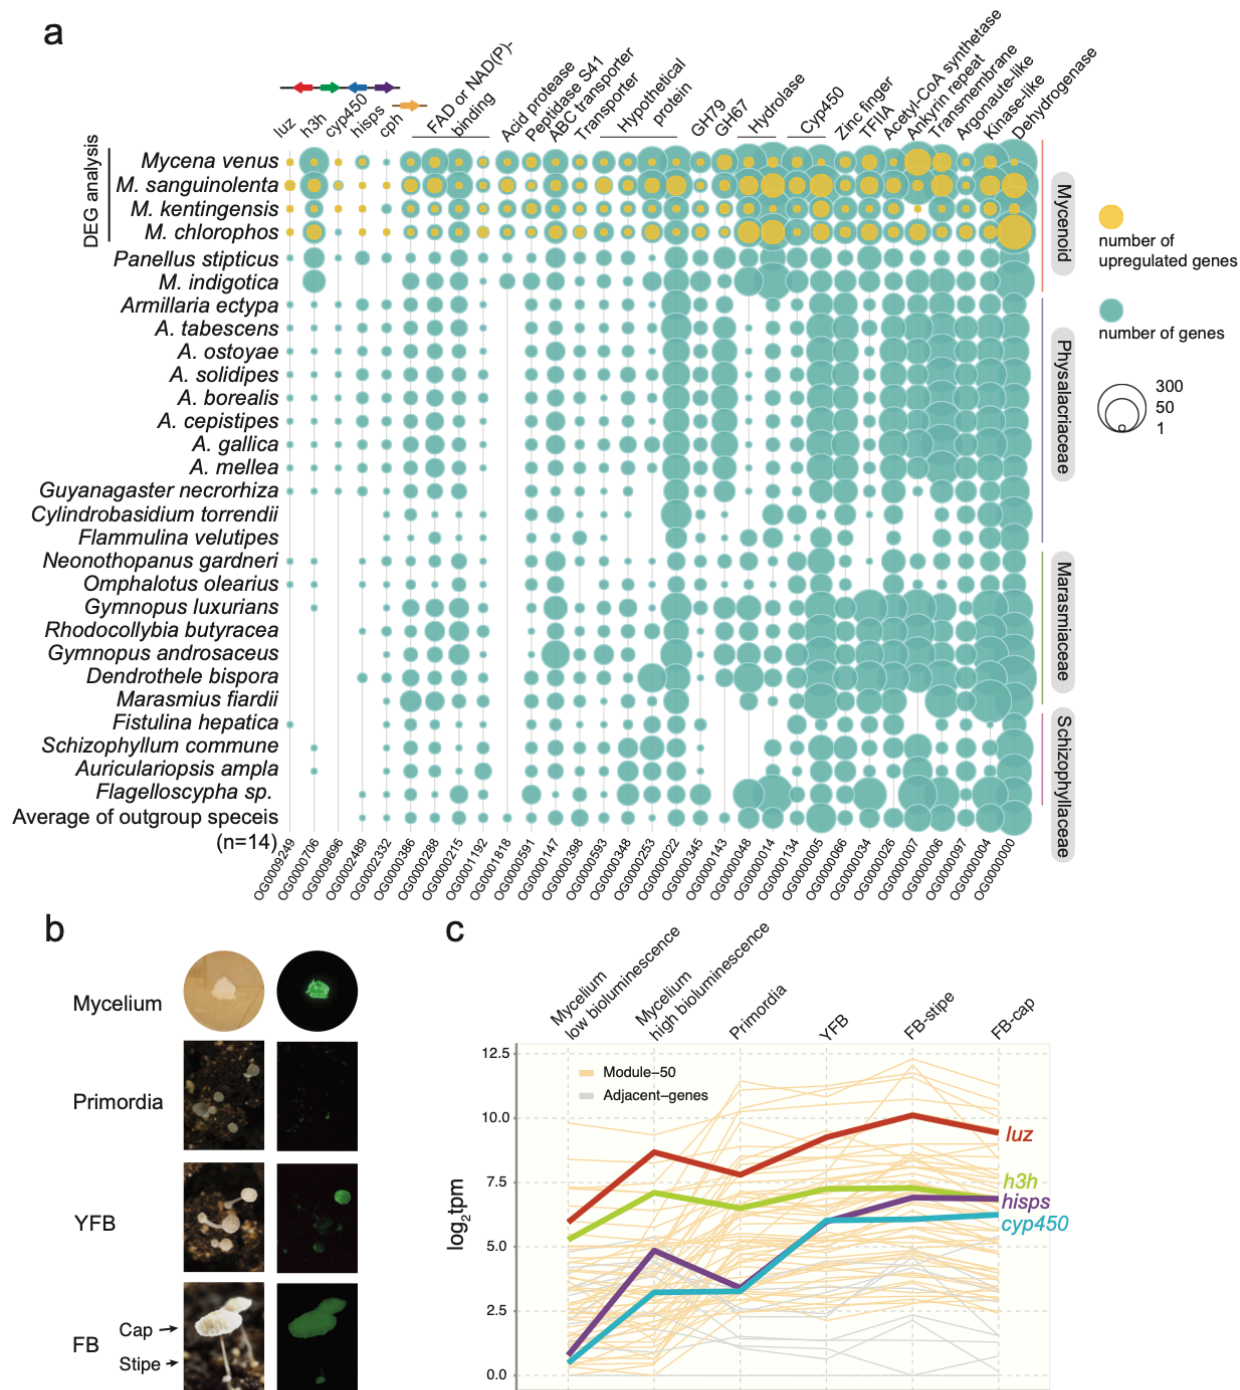 a
luz
h3h
cyp450
hisps
cph
FAD or NAD(P)-
binding
Acid protease
Peptidase S41
ABC transporter
Transporter
Hypothetical
protein
GH79
GH67
Hydrolase
Cyp450
Zinc finger
TFIIA
Acetyl-CoA synthetase
Ankyrin repeat
Transmembrane
Argonaute-like
Kinase-like
Dehydrogenase
DEG analysis
Mycena venus
M. sanguinolenta
M. kentingensis
M. chlorophos
Panellus stipticus
M. indigotica
Armillaria ectypa
A. tabescens
A. ostoyae
A. solidipes
A. borealis
A. cepistipes
A. gallica
A. mellea
Guyanagaster necrorhiza
Cylindrobasidium torrendii
Flammulina velutipes
Neonothopanus gardneri
Omphalotus olearius
Gymnopus luxurians
Rhodocollybia butyracea
Gymnopus androsaceus
Dendrothele bispora
Marasmius fiardii
Fistulina hepatica
Schizophyllum commune
Auriculariopsis ampla
Flagelloscypha sp.
Average of outgroup speceis
(n=14)
Mycenoid
Physalacriaceae
Marasmiaceae
Schizophyllaceae
number of
upregulated genes
number of genes
300
50
1
OG0009249
OG0000706
OG0009696
OG0002489
OG0002332
OG0000386
OG0000288
OG0000215
OG0001192
OG0001818
OG0000591
OG0000147
OG0000398
OG0000593
OG0000348
OG0000253
OG0000022
OG0000345
OG0000143
OG0000048
OG0000014
OG0000134
OG0000005
OG0000066
OG0000034
OG0000026
OG0000007
OG0000006
OG0000097
OG0000004
OG0000000
b
Mycelium
Primordia
YFB
FB
Cap
Stipe
c
Mycelium
low bioluminescence
Mycelium
high bioluminescence
Primordia
YFB
FB-stipe
FB-cap
log2tpm
12.5
10.0
7.5
5.0
2.5
0.0
Module-50
Adjacent-genes
luz
h3h
hisps
cyp450